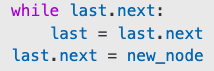 while last.next:
    last = last.next
last.next = new_node